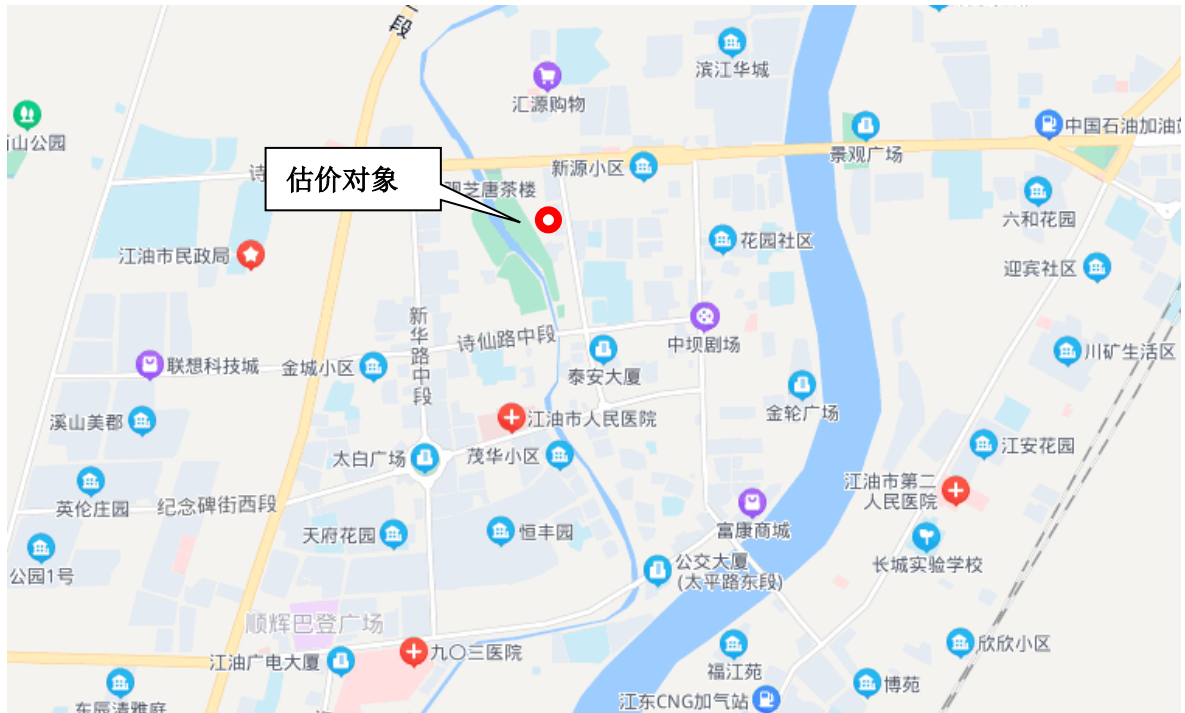 段
滨江华城
汇源购物
中国石油加油站
山公园
景观广场
诗
新源小区
估价对象
芝唐茶楼
六和花园
花园社区
江油市民政局
迎宾社区
新华路中段
诗仙路中段
中坝剧场
川矿生活区
联想科技城
金城小区
泰安大厦
金轮广场
溪山美郡
江油市人民医院
太白广场
茂华小区
江安花园
江油市第二
人民医院
英伦庄园
纪念碑街西段
天府花园
恒丰园
富康商城
长城实验学校
公园1号
公交大厦
(太平路东段)
顺辉巴登广场
九〇三医院
江油广电大厦
福江苑
欣欣小区
博苑
江东CNG加气站
东辰清雅庭